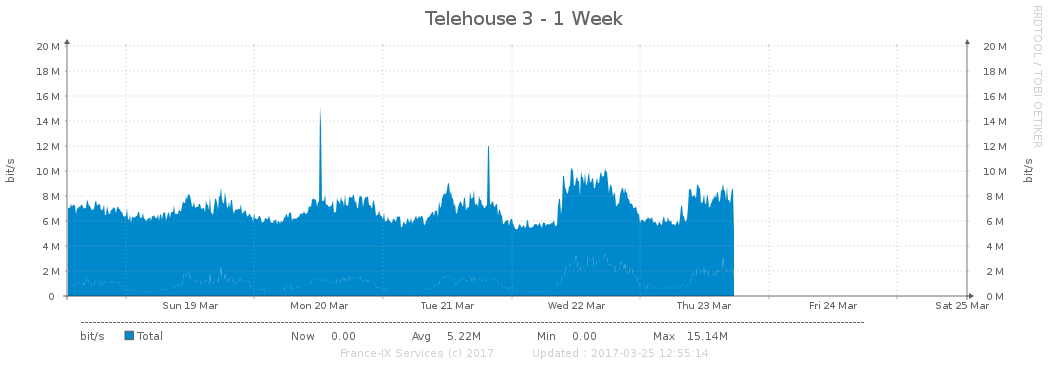 Telehouse 3 - 1 Week
RRDTOOL / TOBI OETIKER
bit/s
bit/s
20 M 20 M
18 M 18 M
16 M 16 M
14 M 14 M
12 M 12 M
10 M 10 M
8 M 8 M
6 M 6 M
4 M 4 M
2 M 2 M
0 0 M
Sun 19 Mar Mon 20 Mar Tue 21 Mar Wed 22 Mar Thu 23 Mar Fri 24 Mar Sat 25 Mar
bit/s Total Now 0.00 Avg 5.22M Min 0.00 Max 15.14M
France-IX Services (c) 2017 Updated : 2017-03-25 12:55:14